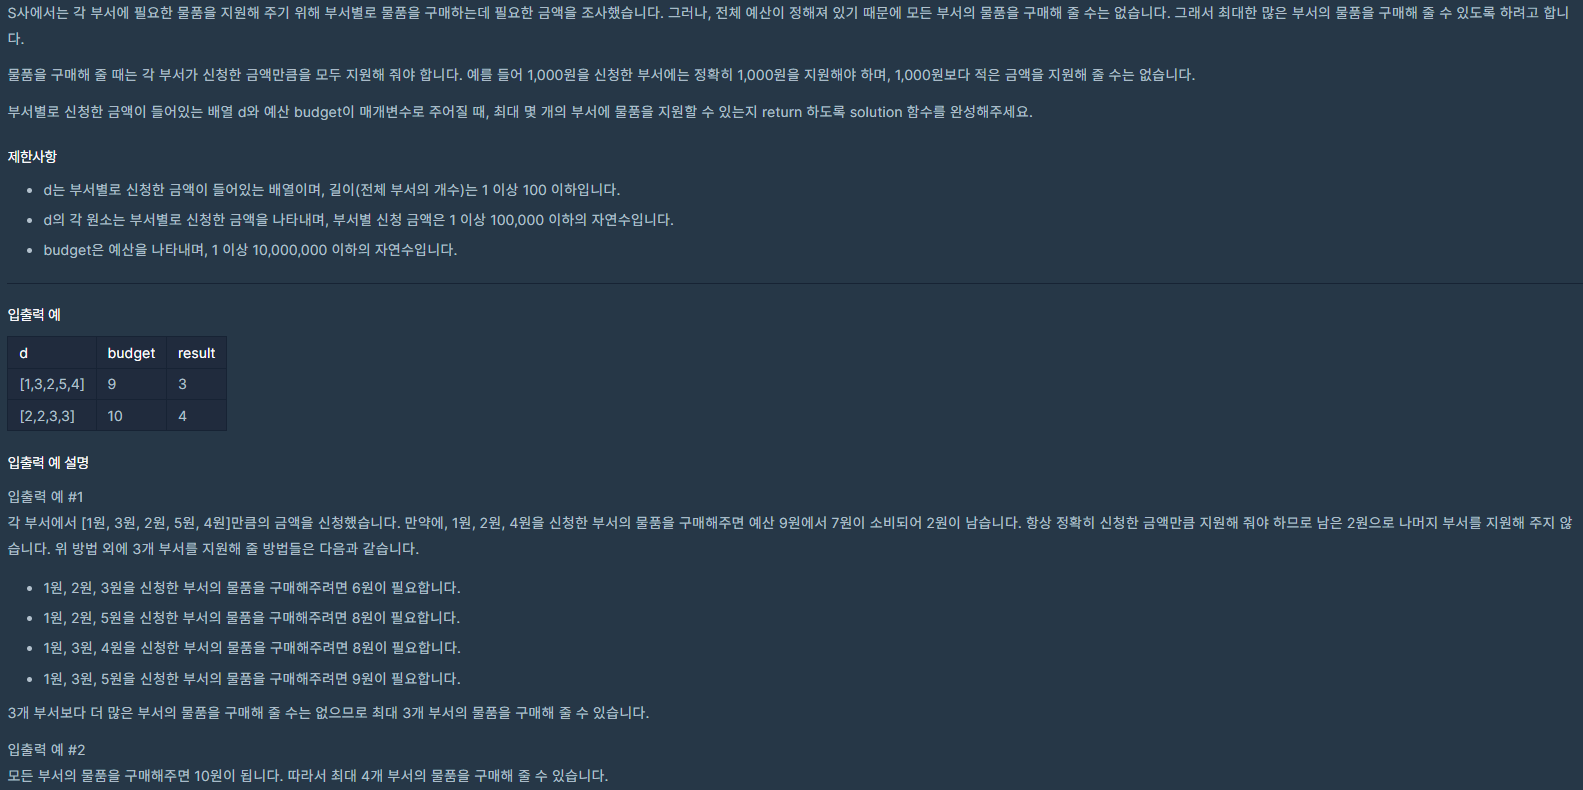 S사에서는 각 부서에 필요한 물품을 지원해 주기 위해 부서별로 물품을 구매하는데 필요한 금액을 조사했습니다. 그러나, 전체 예산이 정해져 있기 때문에 모든 부서의 물품을 구매해 줄 수는 없습니다. 그래서 최대한 많은 부서의 물품을 구매해 줄 수 있도록 하려고 합니
다.
물품을 구매해 줄 때는 각 부서가 신청한 금액만큼을 모두 지원해 줘야 합니다. 예를 들어 1,000원을 신청한 부서에는 정확히 1,000원을 지원해야 하며, 1,000원보다 적은 금액을 지원해 줄 수는 없습니다.
부서별로 신청한 금액이 들어있는 배열 d와 예산 budget이 매개변수로 주어질 때, 최대 몇 개의 부서에 물품을 지원할 수 있는지 return 하도록 solution 함수를 완성해주세요.
제한사항
• d는 부서별로 신청한 금액이 들어있는 배열이며, 길이(전체 부서의 개수)는 1 이상 100 이하입니다.
• d의 각 원소는 부서별로 신청한 금액을 나타내며, 부서별 신청 금액은 1 이상 100,000 이하의 자연수입니다.
• budget은 예산을 나타내며, 1 이상 10,000,000 이하의 자연수입니다.
입출력 예
d budget result
[1,3,2,5,4] 9 3
[2,2,3,3] 10 4
입출력 예 설명
입출력 예 #1
각 부서에서 [1원, 3원, 2원, 5원, 4원]만큼의 금액을 신청했습니다. 만약에, 1원, 2원, 4원을 신청한 부서의 물품을 구매해주면 예산 9원에서 7원이 소비되어 2원이 남습니다. 항상 정확히 신청한 금액만큼 지원해 줘야 하므로 남은 2원으로 나머지 부서를 지원해 주지 않
습니다. 위 방법 외에 3개 부서를 지원해 줄 방법들은 다음과 같습니다.
• 1원, 2원, 3원을 신청한 부서의 물품을 구매해주려면 6원이 필요합니다.
• 1원, 2원, 5원을 신청한 부서의 물품을 구매해주려면 8원이 필요합니다.
• 1원, 3원, 4원을 신청한 부서의 물품을 구매해주려면 8원이 필요합니다.
• 1원, 3원, 5원을 신청한 부서의 물품을 구매해주려면 9원이 필요합니다.
3개 부서보다 더 많은 부서의 물품을 구매해 줄 수는 없으므로 최대 3개 부서의 물품을 구매해 줄 수 있습니다.
입출력 예 #2
모든 부서의 물품을 구매해주면 10원이 됩니다. 따라서 최대 4개 부서의 물품을 구매해 줄 수 있습니다.